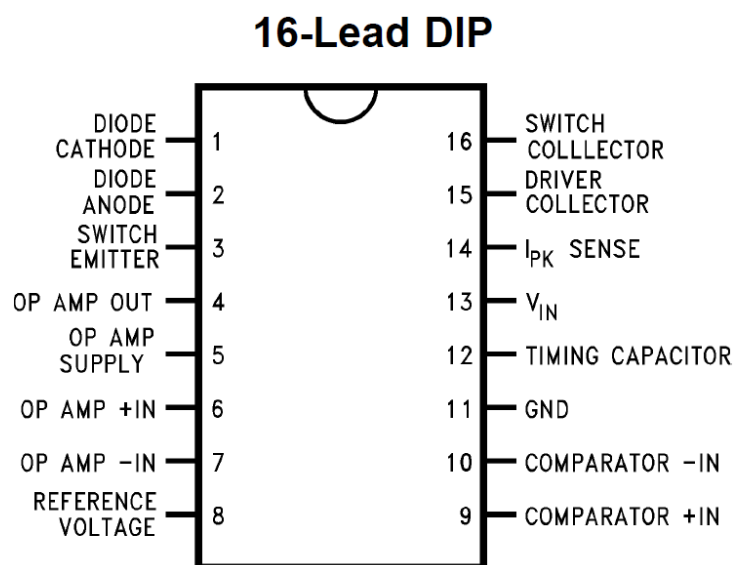 16-Lead DIP
DIODE
CATHODE
1
DIODE
ANODE
2
SWITCH
EMITTER
3
OP AMP OUT
4
OP AMP
SUPPLY
5
OP AMP +IN
6
OP AMP −IN
7
REFERENCE
VOLTAGE
8
16
SWITCH
COLLLECTOR
15
DRIVER
COLLECTOR
14
IPK SENSE
13
VIN
12
TIMING CAPACITOR
11
GND
10
COMPARATOR −IN
9
COMPARATOR +IN